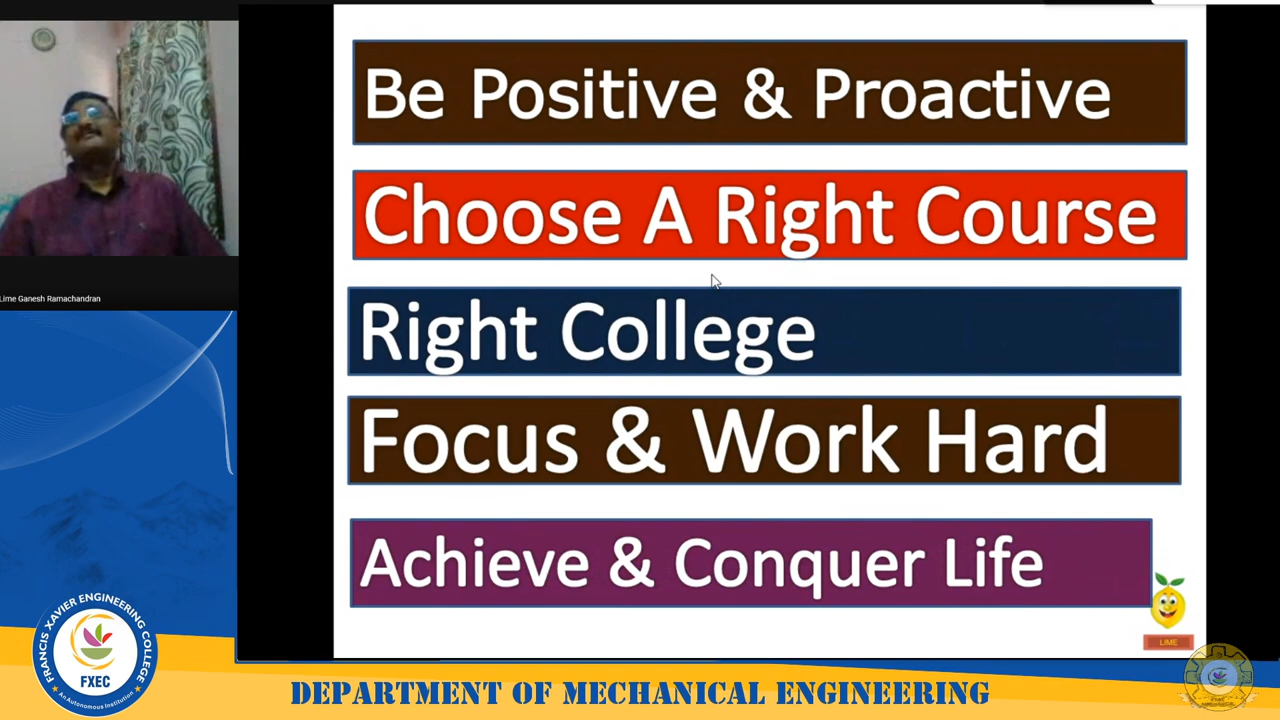 Be Positive & Proactive
Choose A Right Course
Right College
Focus & Work Hard
Achieve & Conquer Life
Lime Ganesh Ramachandran
LIME
FRANCIS XAVIER ENGINEERING COLLEGE
FXEC
An Autonomous Institution
DEPARTMENT OF MECHANICAL ENGINEERING